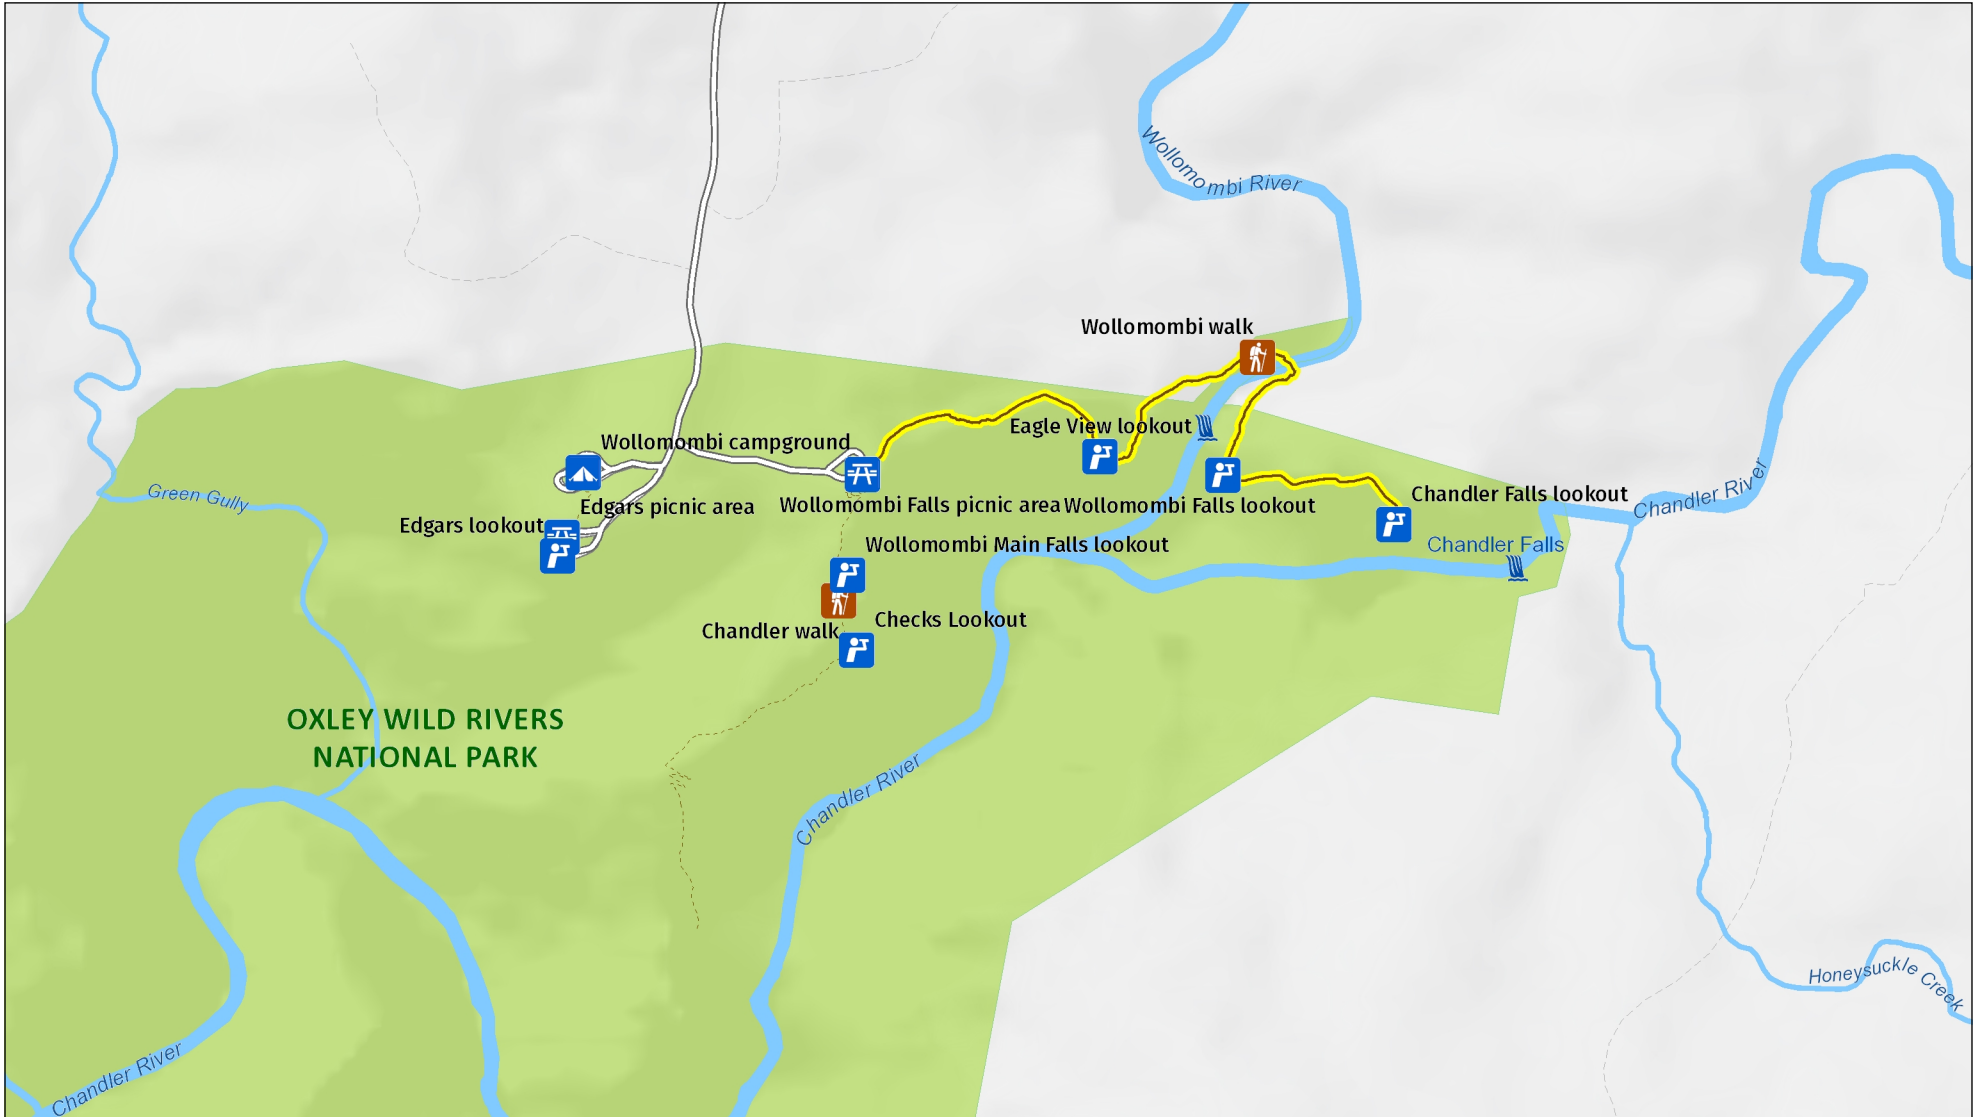 Wollomombi River
Wollomombi walk
Eagle View lookout
Wollomombi campground
Green Gully
Edgars picnic area
Wollomombi Falls picnic area
Wollomombi Falls lookout
Chandler Falls lookout
Chandler River
Edgars lookout
Wollomombi Main Falls lookout
Chandler Falls
Checks Lookout
Chandler walk
OXLEY WILD RIVERS
NATIONAL PARK
Chandler River
Honeysuckle Creek
Chandler River